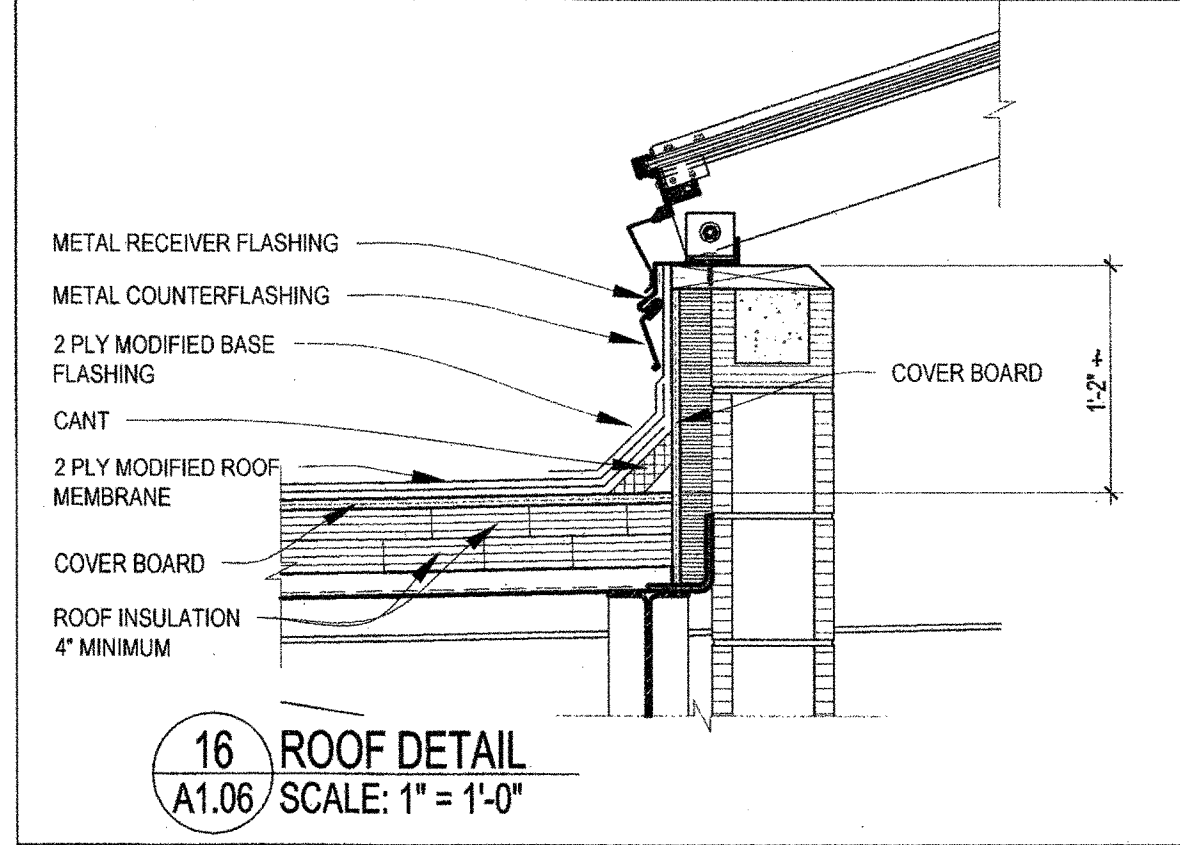 METAL RECEIVER FLASHING
METAL COUNTERFLASHING
2 PLY MODIFIED BASE
FLASHING
CANT
2 PLY MODIFIED ROOF
MEMBRANE
COVER BOARD
ROOF INSULATION
4" MINIMUM
COVER BOARD
1'-2" ±
16
A1.06
ROOF DETAIL
SCALE: 1" = 1'-0"